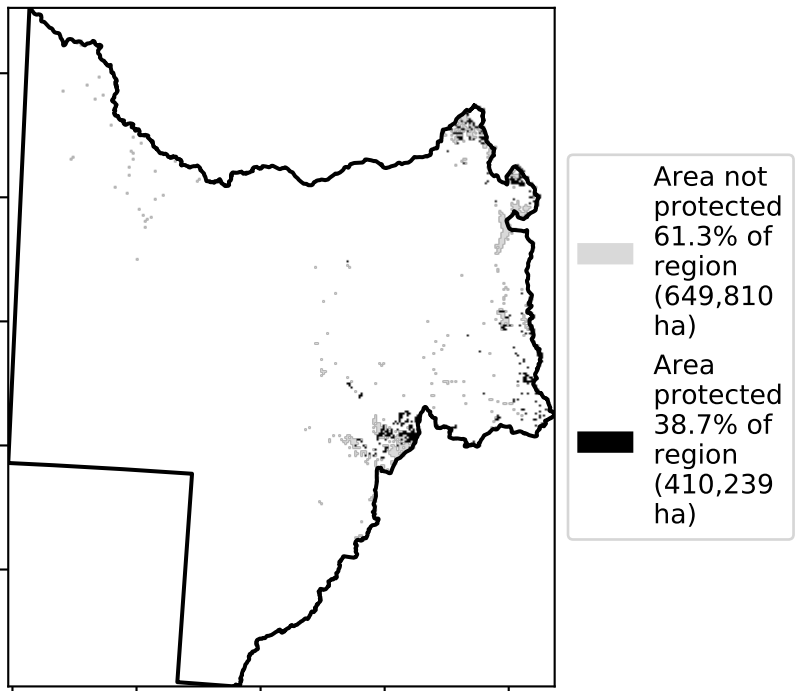 Area not
protected
61.3% of
region
(649,810
ha)
Area
protected
38.7% of
region
(410,239
ha)